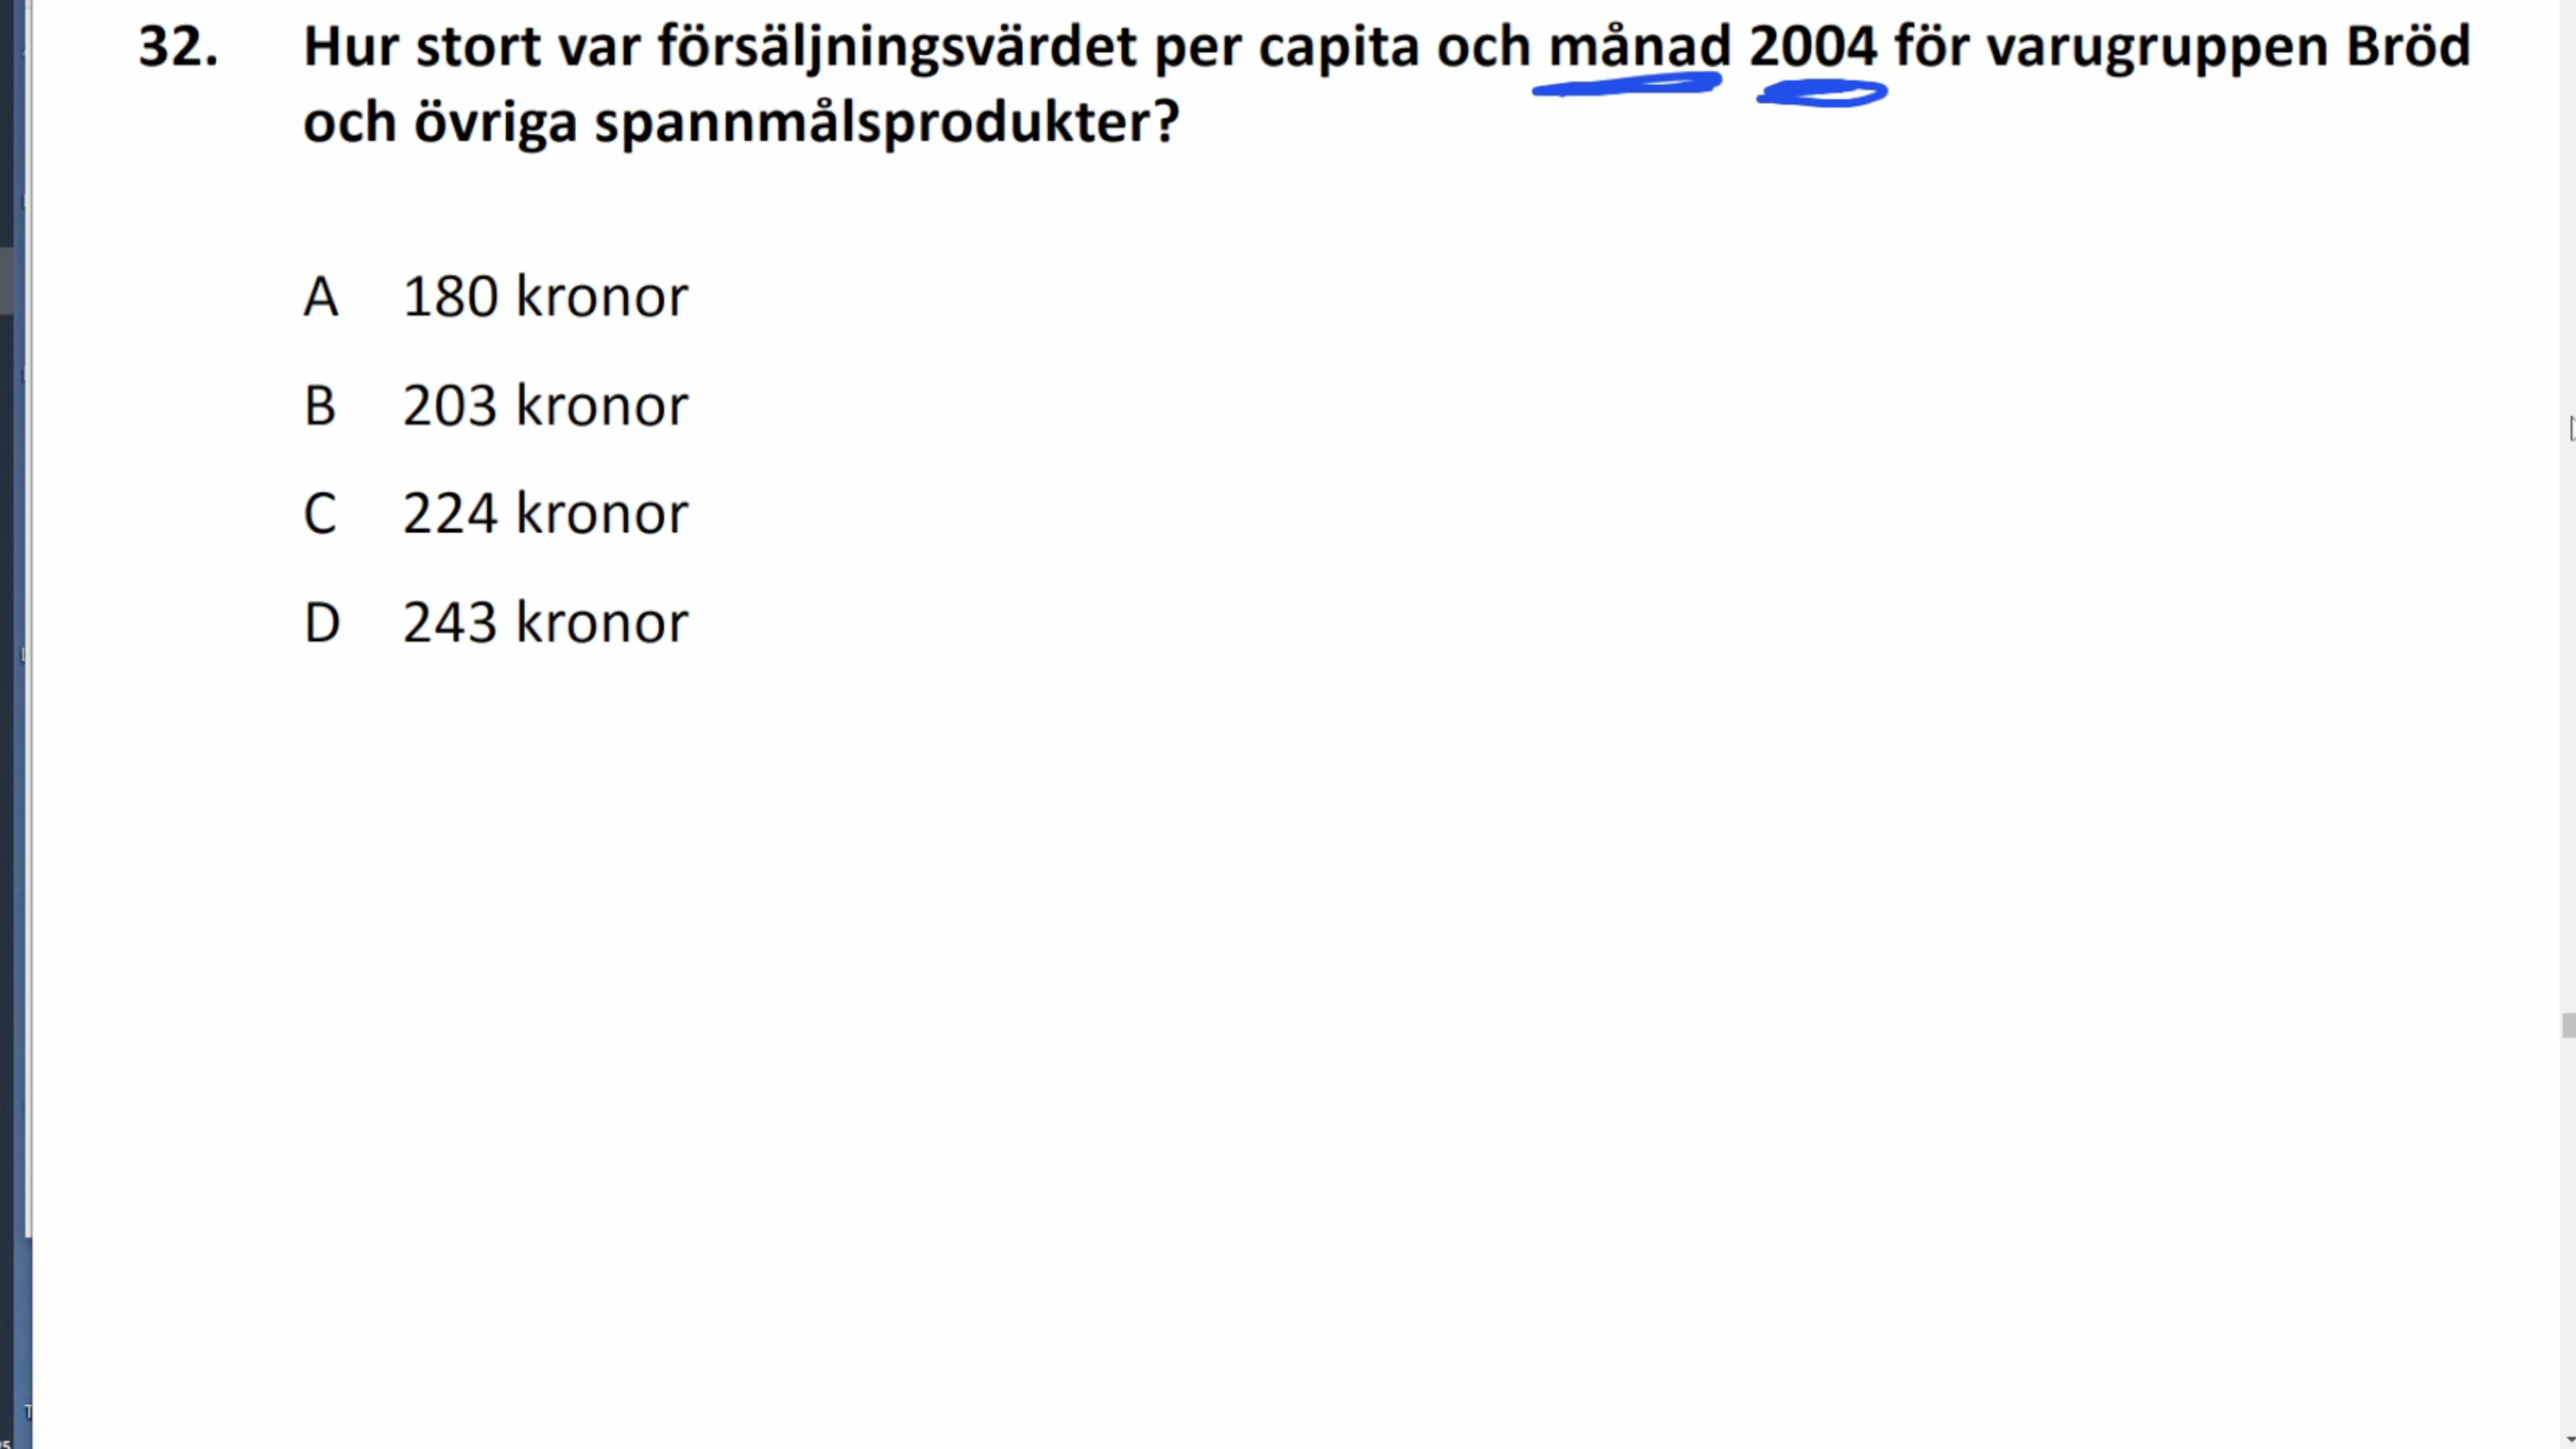 32. Hur stort var försäljningsvärdet per capita och månad 2004 för varugruppen Bröd
och övriga spannmålsprodukter?
A 180 kronor
B 203 kronor
C 224 kronor
D 243 kronor